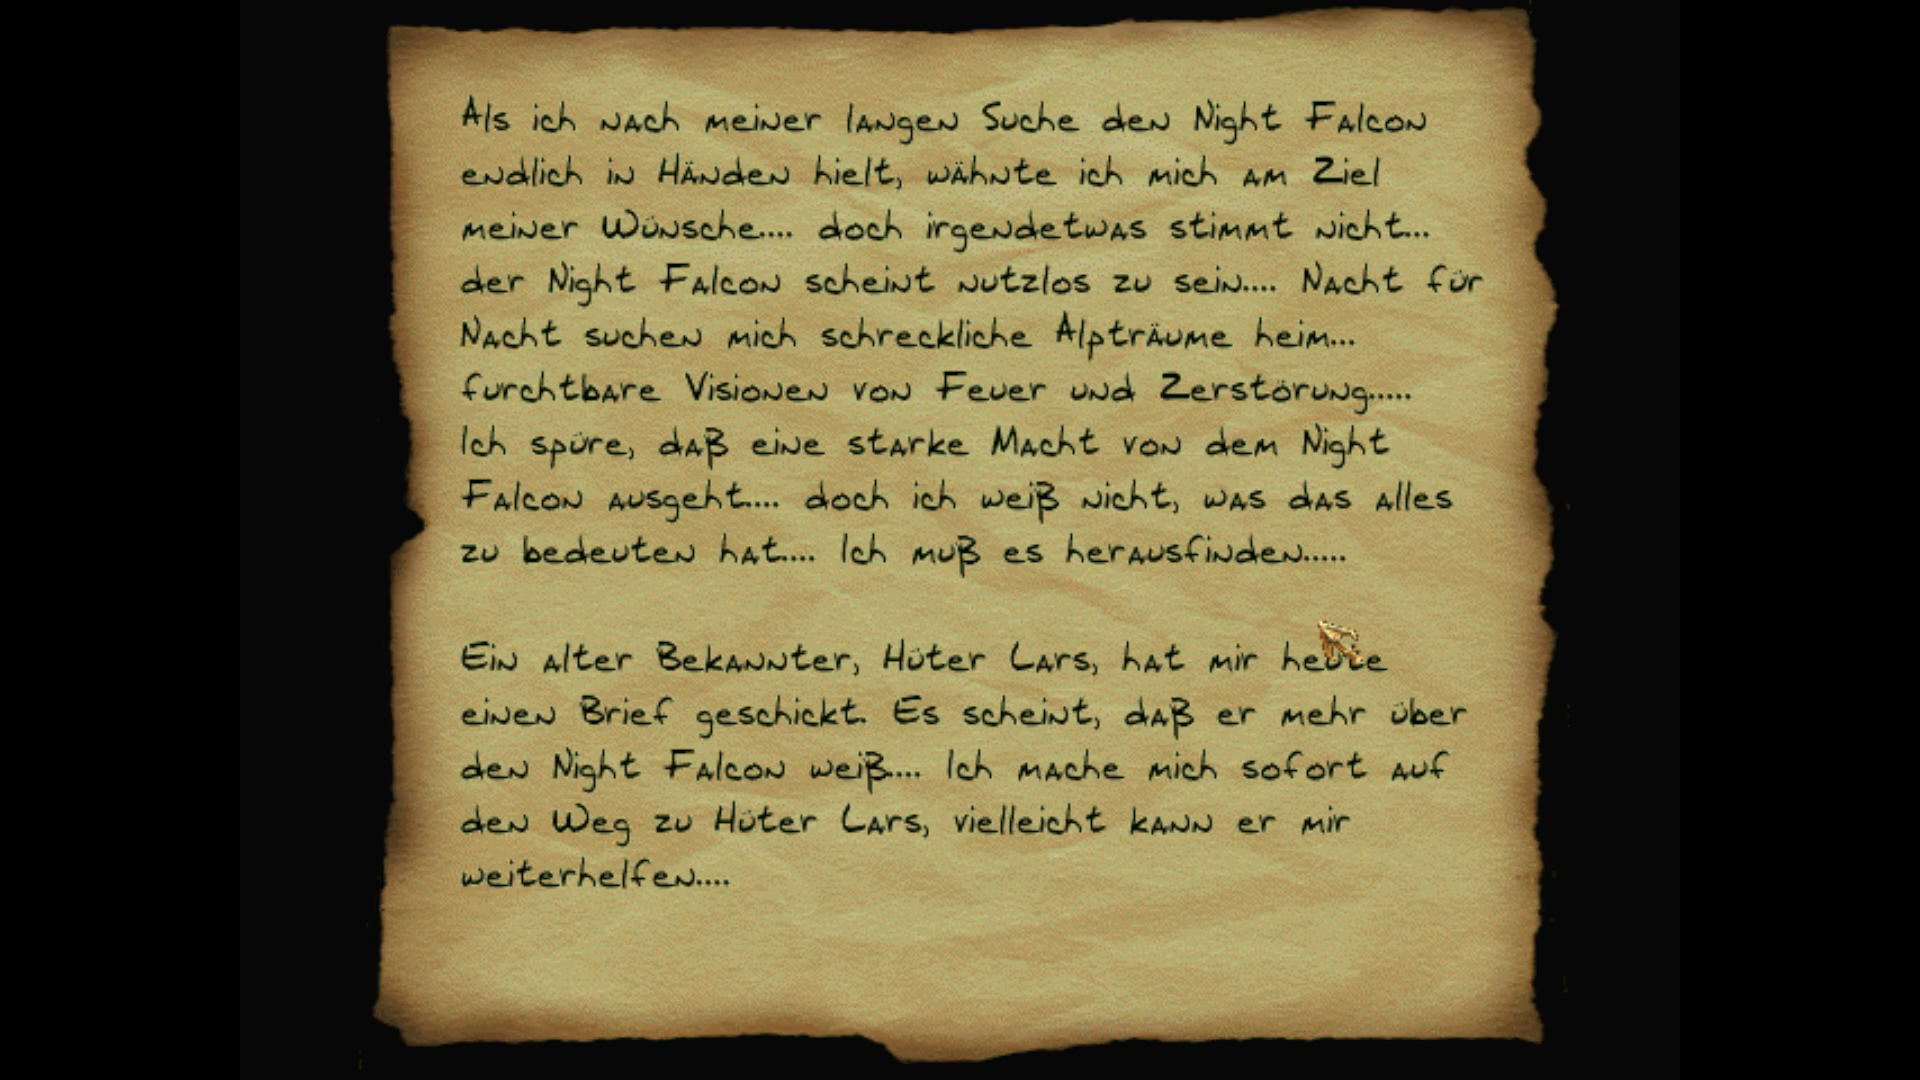 Als ich nach meiner langen Suche den Night Falcon
endlich in Händen hielt, wähnte ich mich am Ziel
meiner Wünsche.... doch irgendetwas stimmt nicht...
der Night Falcon scheint nutzlos zu sein.... Nacht für
Nacht suchen mich schreckliche Alpträume heim...
furchtbare Visionen von Feuer und Zerstörung.....
Ich spüre, daß eine starke Macht von dem Night
Falcon ausgeht.... doch ich weiß nicht, was das alles
zu bedeuten hat.... Ich muß es herausfinden.....
Ein alter Bekannter, Hüter Lars, hat mir heute
einen Brief geschickt. Es scheint, daß er mehr über
den Night Falcon weiß.... Ich mache mich sofort auf
den Weg zu Hüter Lars, vielleicht kann er mir
weiterhelfen....